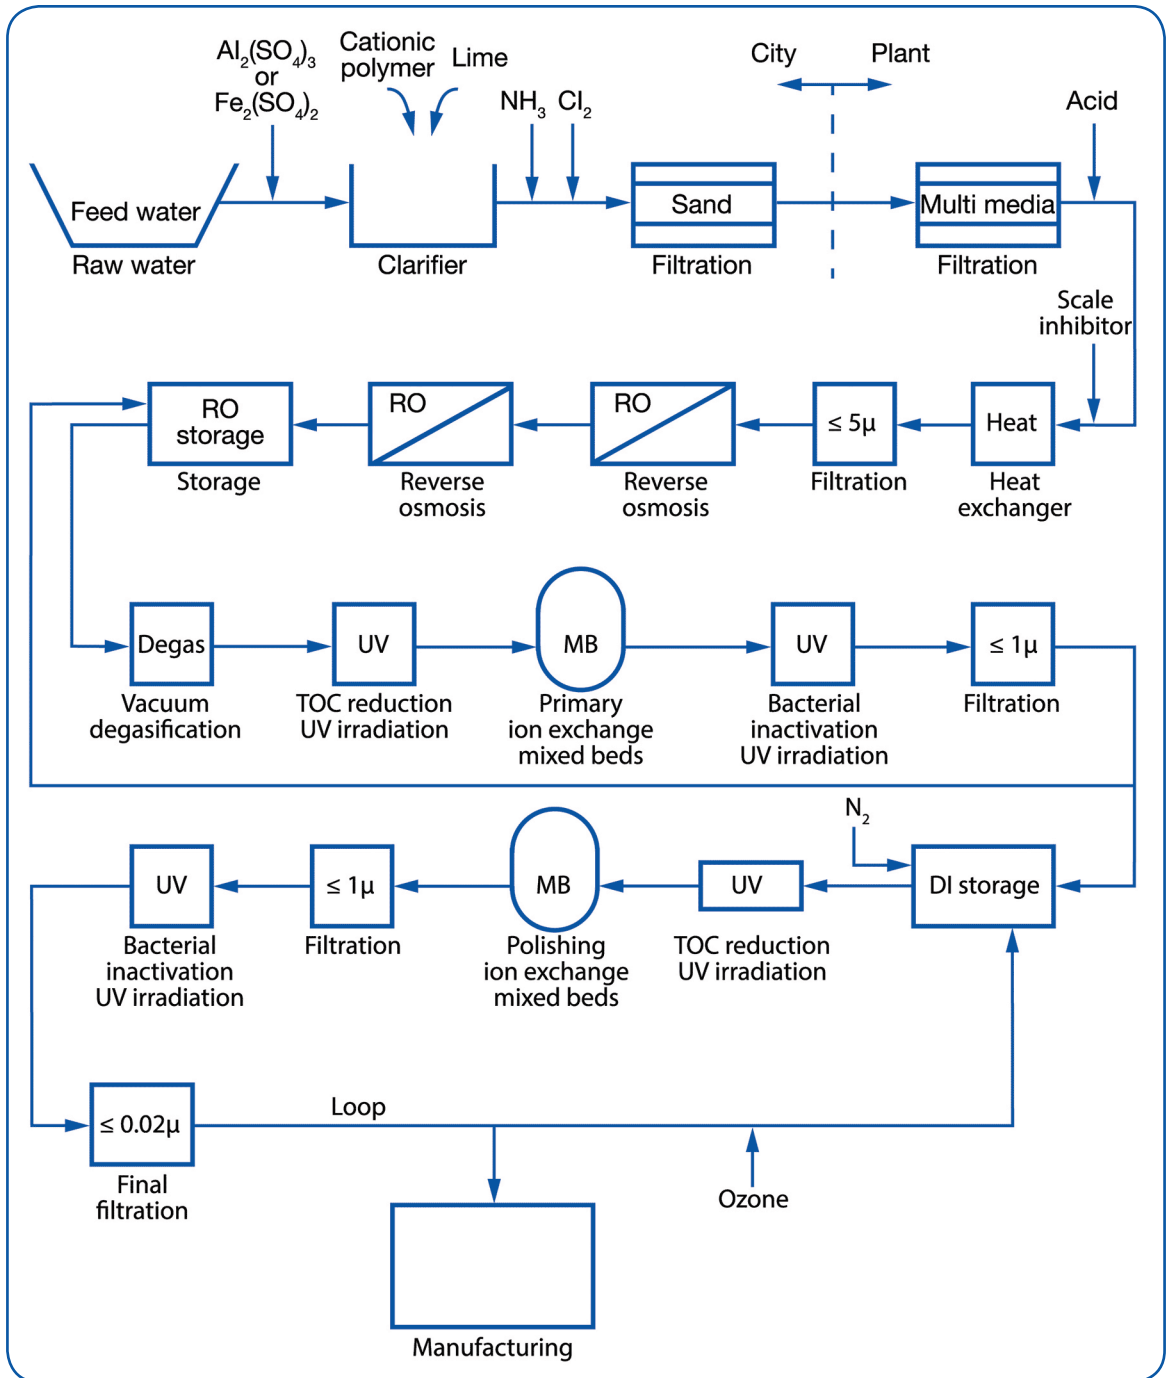 Al2(SO4)3
or
Fe2(SO4)2
Cationic
polymer
Lime
NH3
Cl2
City
Plant
Acid
Feed water
Raw water
Clarifier
Sand
Filtration
Multi media
Filtration
Scale
inhibitor
RO
storage
Storage
RO
Reverse
osmosis
RO
Reverse
osmosis
≤ 5μ
Filtration
Heat
Heat
exchanger
Degas
Vacuum
degasification
UV
TOC reduction
UV irradiation
MB
Primary
ion exchange
mixed beds
UV
Bacterial
inactivation
UV irradiation
≤ 1μ
Filtration
N2
UV
Bacterial
inactivation
UV irradiation
≤ 1μ
Filtration
MB
Polishing
ion exchange
mixed beds
UV
TOC reduction
UV irradiation
DI storage
≤ 0.02μ
Final
filtration
Loop
Ozone
Manufacturing